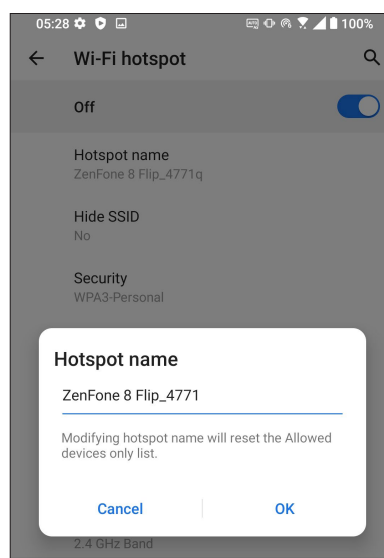 05:28 100%
Wi-Fi hotspot
Off
Hotspot name
ZenFone 8 Flip_4771q
Hide SSID
No
Security
WPA3-Personal
Hotspot name
ZenFone 8 Flip_4771
Modifying hotspot name will reset the Allowed
devices only list.
Cancel OK
2.4 GHz Band